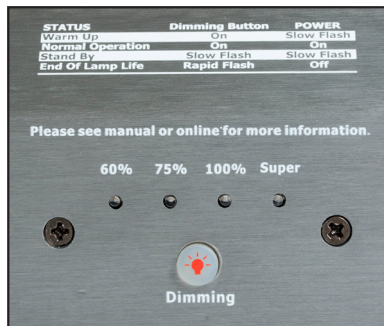 STATUS Dimming Button POWER
Warm Up On Slow Flash
Normal Operation On On
Stand By Slow Flash Slow Flash
End Of Lamp Life Rapid Flash Off
Please see manual or online for more information.
60% 75% 100% Super
Dimming